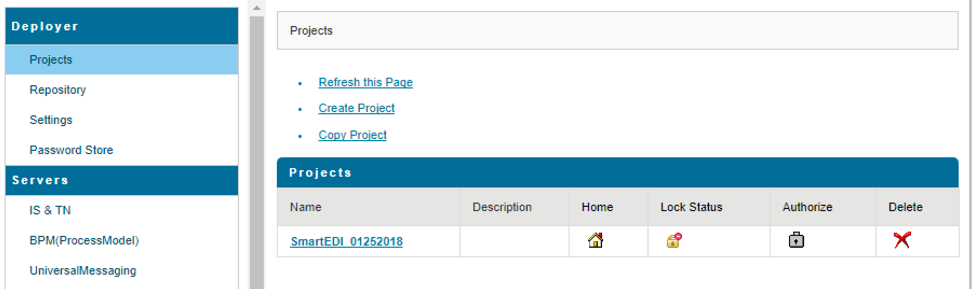 Deployer
Projects
Repository
Settings
Password Store
Servers
IS & TN
BPM(ProcessModel)
UniversalMessaging
Projects
Refresh this Page
Create Project
Copy Project
Projects
Name Description Home Lock Status Authorize Delete
SmartEDI_01252018